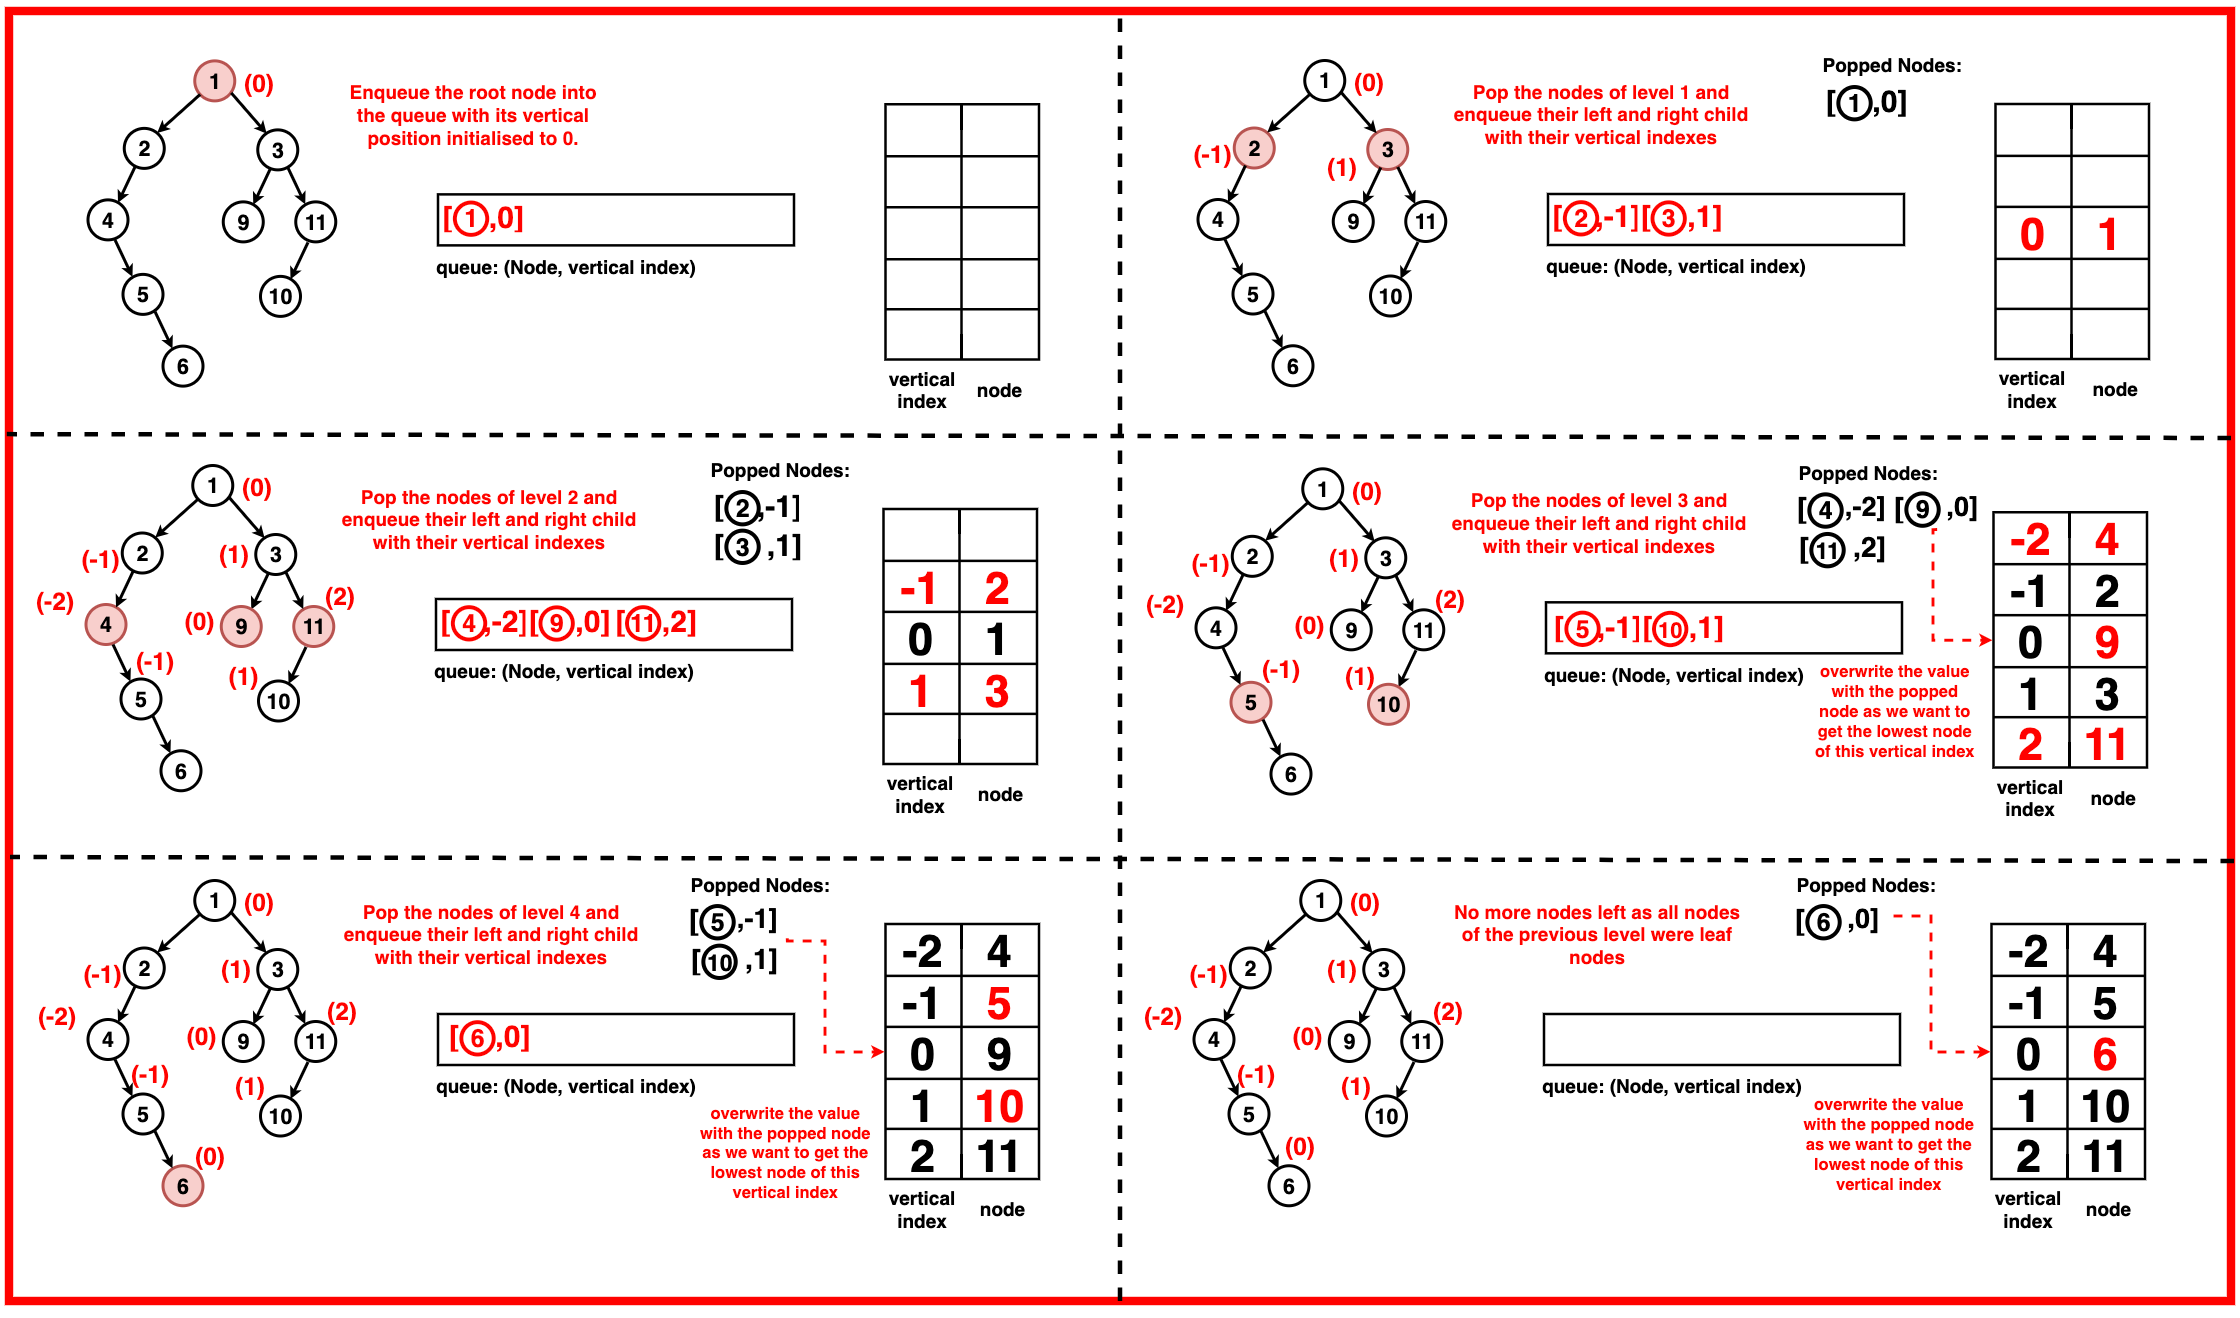 1 (0)
Enqueue the root node into
the queue with its vertical
position initialised to 0.
2
3
4
9
11
5
10
6
[1,0]
queue: (Node, vertical index)
vertical
index
node
1 (0)
Pop the nodes of level 1 and
enqueue their left and right child
with their vertical indexes
Popped Nodes:
[1,0]
(-1) 2
3
(1)
4
9
11
5
10
6
[2,-1][3,1]
queue: (Node, vertical index)
0 1
vertical
index
node
1 (0)
Pop the nodes of level 2 and
enqueue their left and right child
with their vertical indexes
Popped Nodes:
[2,-1]
[3 ,1]
(-1) 2
(1) 3
(-2)
4
(0) 9
11
(2)
(-1)
5
(1)
10
6
[4,-2][9,0] [11,2]
queue: (Node, vertical index)
-1 2
0 1
1 3
vertical
index
node
1 (0)
Pop the nodes of level 3 and
enqueue their left and right child
with their vertical indexes
Popped Nodes:
[4,-2] [9 ,0]
[11 ,2]
(-1) 2
(1) 3
(-2)
4
(0) 9
11
(2)
(-1)
5
(1)
10
6
[5,-1][10,1]
queue: (Node, vertical index)
overwrite the value
with the popped
node as we want to
get the lowest node
of this vertical index
-2 4
-1 2
0 9
1 3
2 11
vertical
index
node
1 (0)
Pop the nodes of level 4 and
enqueue their left and right child
with their vertical indexes
Popped Nodes:
[5,-1]
[10 ,1]
(-1) 2
(1) 3
(-2)
4
(0) 9
11
(2)
(-1)
5
(1)
10
(0)
6
[6,0]
queue: (Node, vertical index)
overwrite the value
with the popped node
as we want to get the
lowest node of this
vertical index
-2 4
-1 5
0 9
1 10
2 11
vertical
index
node
1 (0)
No more nodes left as all nodes
of the previous level were leaf
nodes
Popped Nodes:
[6 ,0]
(-1) 2
(1) 3
(-2)
4
(0) 9
11
(2)
(-1)
5
(1)
10
(0)
6
queue: (Node, vertical index)
overwrite the value
with the popped node
as we want to get the
lowest node of this
vertical index
-2 4
-1 5
0 6
1 10
2 11
vertical
index
node